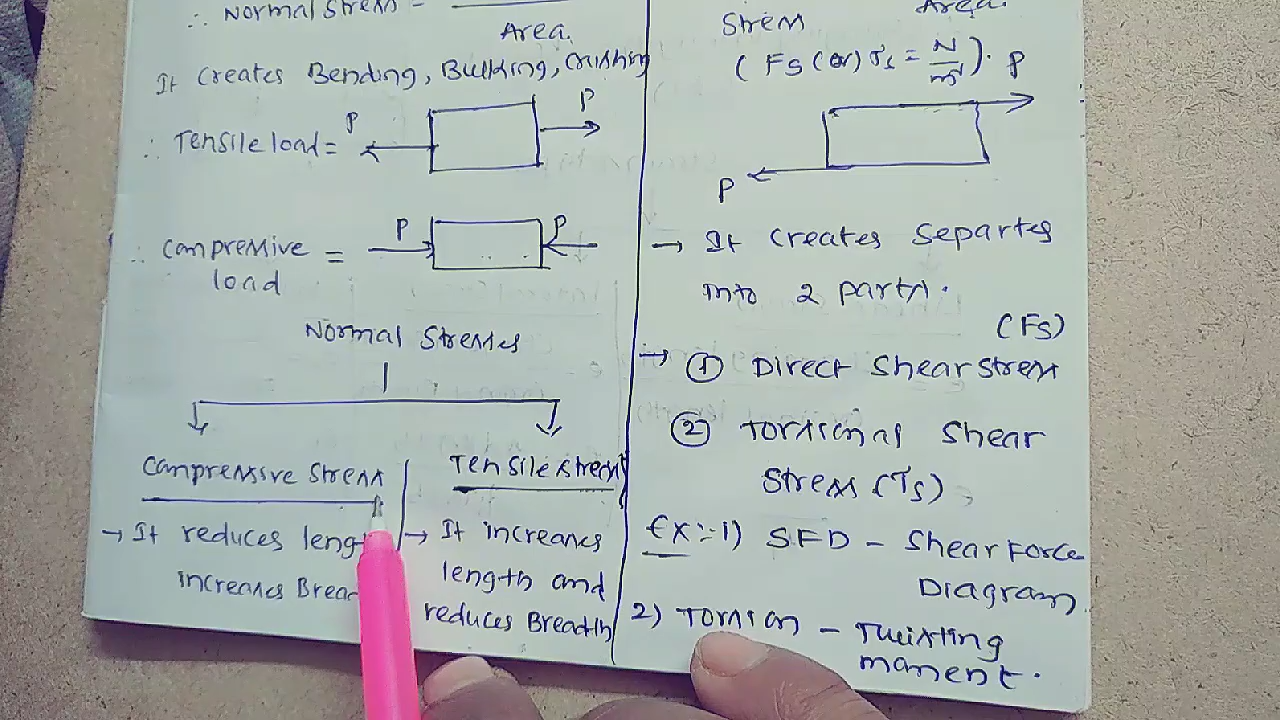 ∴ Normal Stress =
Area.
It creates Bending, Buckling, Crushing
∴ Tensile load =
P
P
∴ Compressive load =
P
P
Normal Stresses
Compressive Stress
→ It reduces leng
increases Brea
Tensile Stress
→ It increases
length and
reduces Breadth
Area.
Stress
(Fs (or) τs = N/m²).
P
P
→ It creates Separtes
into 2 parts.
(Fs)
→ ① Direct Shear Stress
② Torsional Shear
Stress (Ts)
Ex:-1) SFD - Shear Force
Diagram
2) Torsion - Twisting
moment.